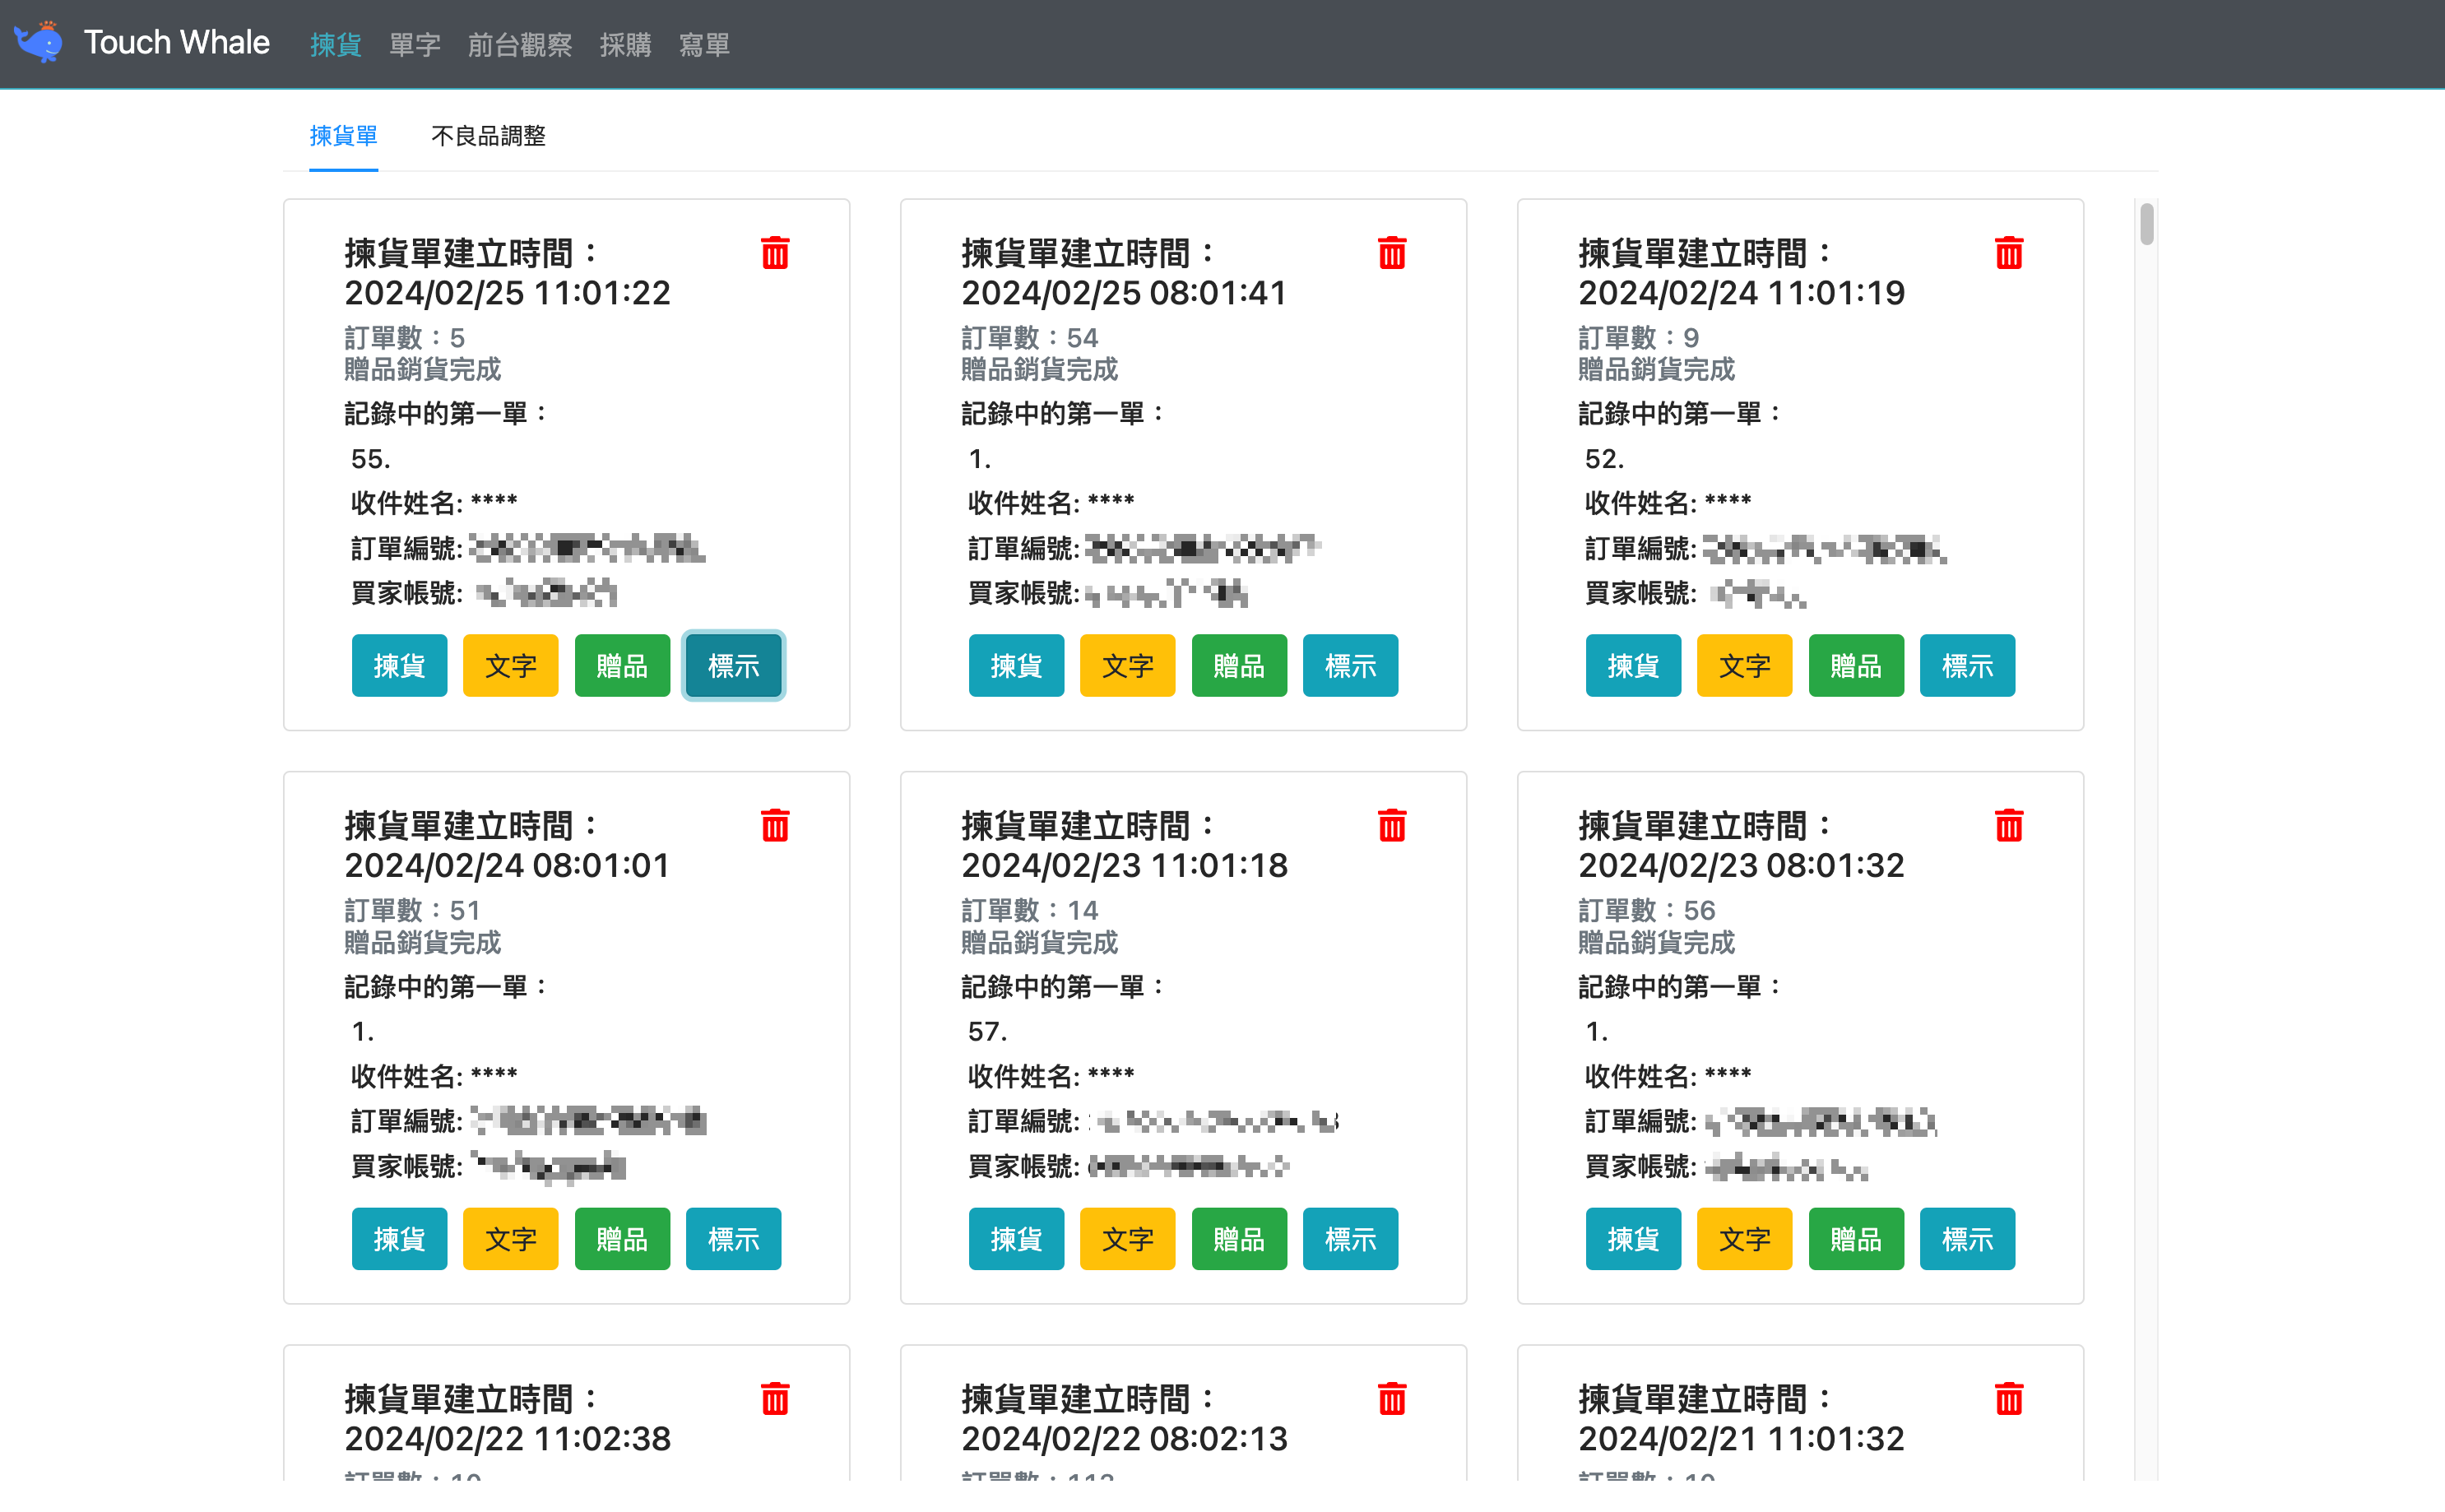 Touch Whale 揀貨 單字 前台觀察 採購 寫單
揀貨單 不良品調整
揀貨單建立時間：
2024/02/25 11:01:22
訂單數：5
贈品銷貨完成
記錄中的第一單：
55.
收件姓名: ****
訂單編號:
買家帳號:
揀貨 文字 贈品 標示
揀貨單建立時間：
2024/02/25 08:01:41
訂單數：54
贈品銷貨完成
記錄中的第一單：
1.
收件姓名: ****
訂單編號:
買家帳號:
揀貨 文字 贈品 標示
揀貨單建立時間：
2024/02/24 11:01:19
訂單數：9
贈品銷貨完成
記錄中的第一單：
52.
收件姓名: ****
訂單編號:
買家帳號:
揀貨 文字 贈品 標示
揀貨單建立時間：
2024/02/24 08:01:01
訂單數：51
贈品銷貨完成
記錄中的第一單：
1.
收件姓名: ****
訂單編號:
買家帳號:
揀貨 文字 贈品 標示
揀貨單建立時間：
2024/02/23 11:01:18
訂單數：14
贈品銷貨完成
記錄中的第一單：
57.
收件姓名: ****
訂單編號:
買家帳號:
揀貨 文字 贈品 標示
揀貨單建立時間：
2024/02/23 08:01:32
訂單數：56
贈品銷貨完成
記錄中的第一單：
1.
收件姓名: ****
訂單編號:
買家帳號:
揀貨 文字 贈品 標示
揀貨單建立時間：
2024/02/22 11:02:38
訂單數：10
揀貨單建立時間：
2024/02/22 08:02:13
訂單數：113
揀貨單建立時間：
2024/02/21 11:01:32
訂單數：10